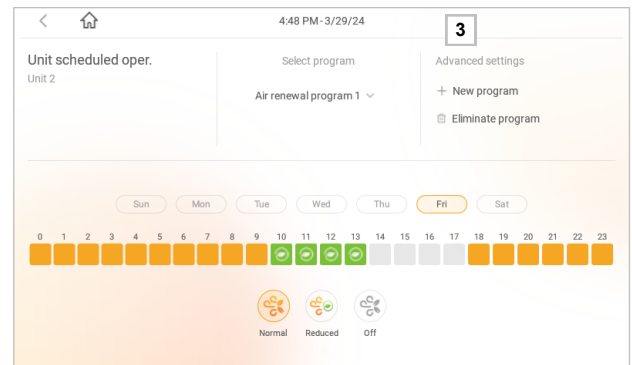 4:48 PM - 3/29/24
3
Unit scheduled oper.
Unit 2
Select program
Air renewal program 1
Advanced settings
New program
Eliminate program
Sun Mon Tue Wed Thu Fri Sat
0 1 2 3 4 5 6 7 8 9 10 11 12 13 14 15 16 17 18 19 20 21 22 23
Normal Reduced Off